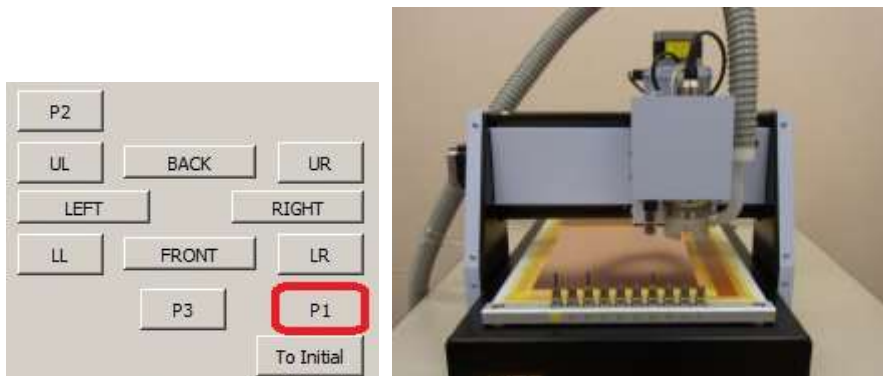 P2
UL BACK UR
LEFT RIGHT
LL FRONT LR
P3 P1
To Initial